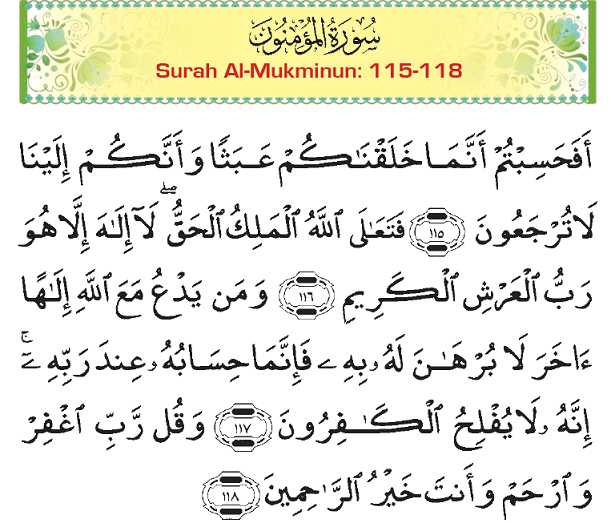 سُورَةُ الْمُؤْمِنُونَ
Surah Al-Mukminun: 115-118
أَفَحَسِبْتُمْ أَنَّمَا خَلَقْنَٰكُمْ عَبَثًا وَأَنَّكُمْ إِلَيْنَا
لَا تُرْجَعُونَ ١١٥ فَتَعَٰلَى ٱللَّهُ ٱلْمَلِكُ ٱلْحَقُّ ۖ لَآ إِلَٰهَ إِلَّا هُوَ
رَبُّ ٱلْعَرْشِ ٱلْكَرِيمِ ١١٦ وَمَن يَدْعُ مَعَ ٱللَّهِ إِلَٰهًا
ءَاخَرَ لَا بُرْهَٰنَ لَهُۥ بِهِۦ فَإِنَّمَا حِسَابُهُۥ عِندَ رَبِّهِۦٓ ۚ
إِنَّهُۥ لَا يُفْلِحُ ٱلْكَٰفِرُونَ ١١٧ وَقُل رَّبِّ ٱغْفِرْ
وَٱرْحَمْ وَأَنتَ خَيْرُ ٱلرَّٰحِمِينَ ١١٨